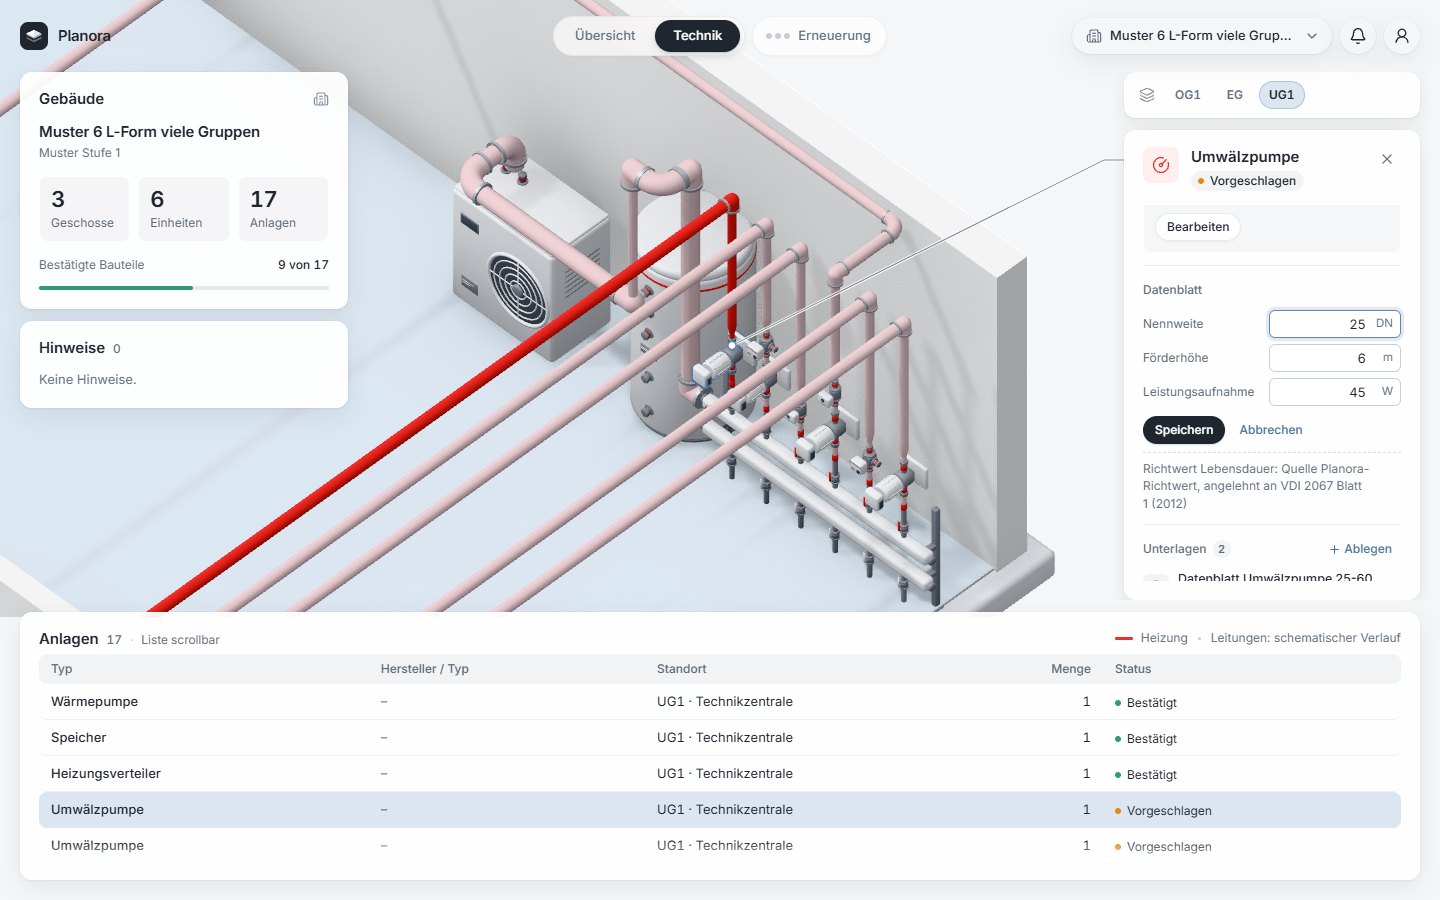 Planora
Übersicht
Technik
Erneuerung
Muster 6 L-Form viele Grup...
Gebäude
Muster 6 L-Form viele Gruppen
Muster Stufe 1
3
Geschosse
6
Einheiten
17
Anlagen
Bestätigte Bauteile
9 von 17
Hinweise 0
Keine Hinweise.
OG1
EG
UG1
Umwälzpumpe
Vorgeschlagen
Bearbeiten
Datenblatt
Nennweite 25 DN
Förderhöhe 6 m
Leistungsaufnahme 45 W
Speichern
Abbrechen
Richtwert Lebensdauer: Quelle Planora-
Richtwert, angelehnt an VDI 2067 Blatt
1 (2012)
Unterlagen 2
+ Ablegen
Datenblatt Umwälzpumpe 25-60
Anlagen 17 · Liste scrollbar
Heizung • Leitungen: schematischer Verlauf
Typ Hersteller / Typ Standort Menge Status
Wärmepumpe – UG1 · Technikzentrale 1 Bestätigt
Speicher – UG1 · Technikzentrale 1 Bestätigt
Heizungsverteiler – UG1 · Technikzentrale 1 Bestätigt
Umwälzpumpe – UG1 · Technikzentrale 1 Vorgeschlagen
Umwälzpumpe – UG1 · Technikzentrale 1 Vorgeschlagen